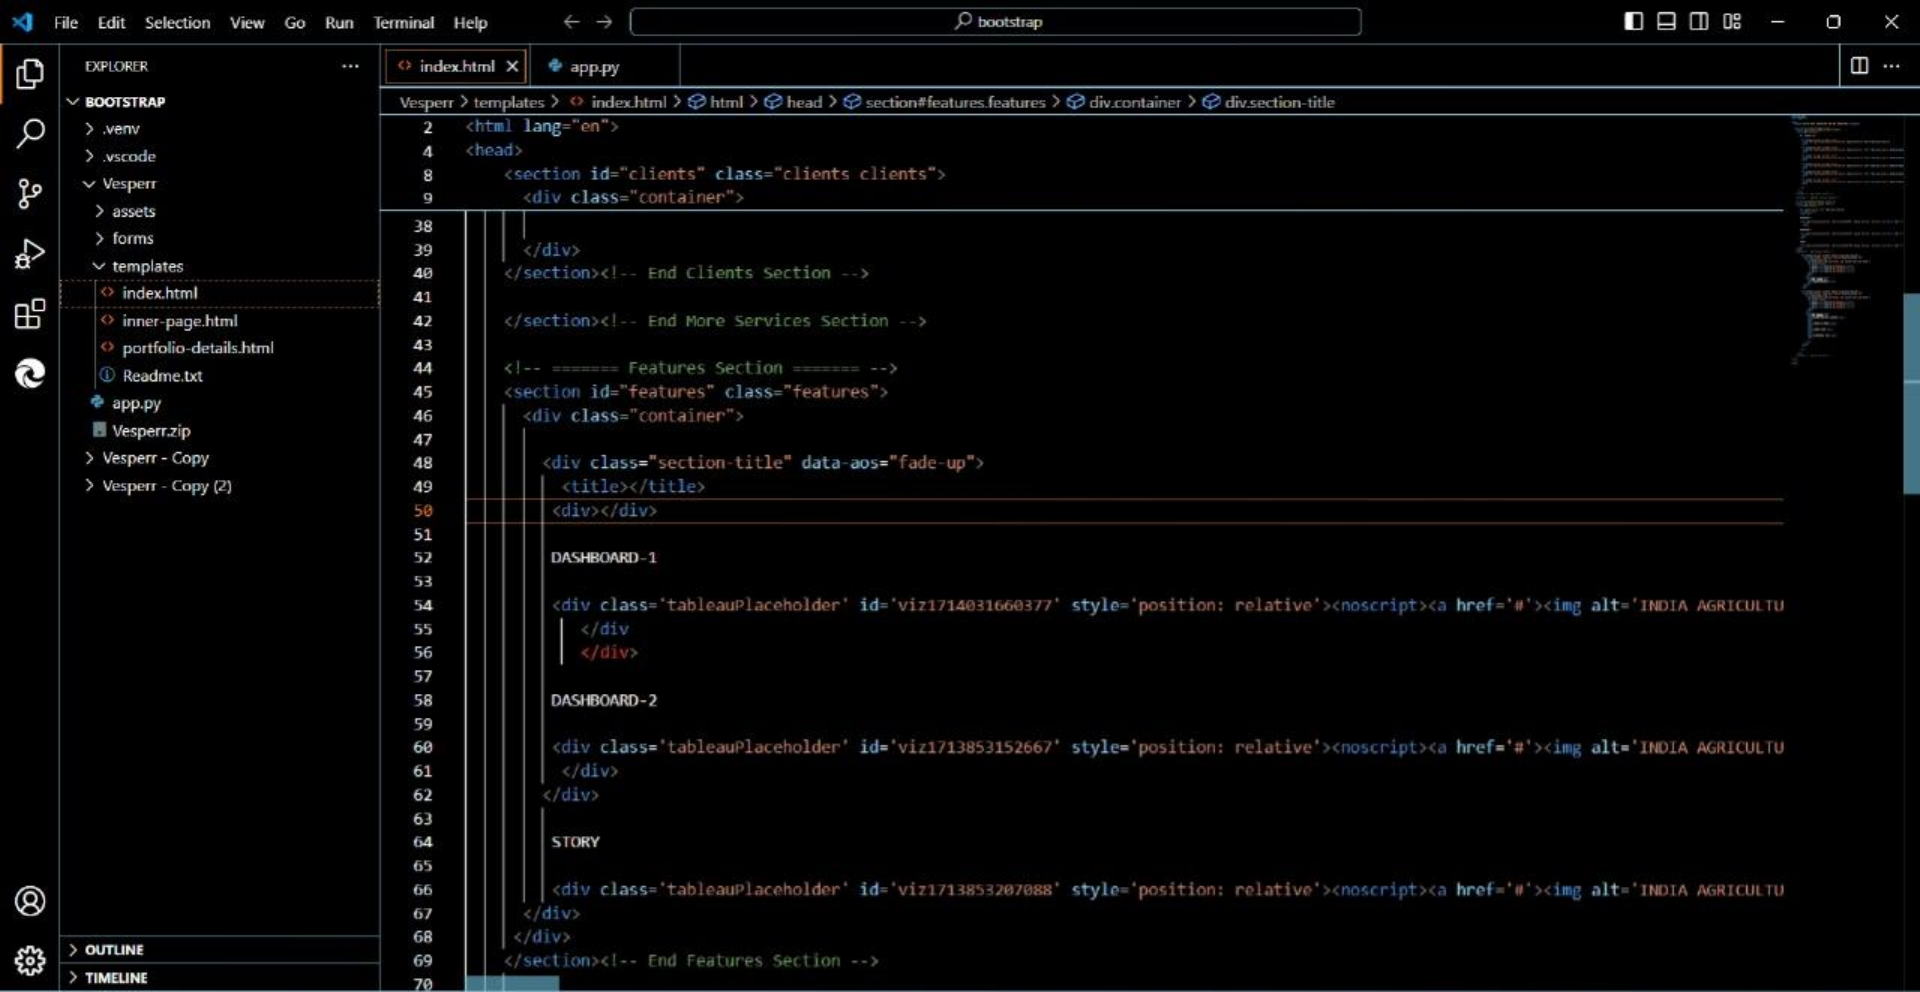 File Edit Selection View Go Run Terminal Help
bootstrap
EXPLORER
BOOTSTRAP
.venv
.vscode
Vesperr
assets
forms
templates
index.html
inner-page.html
portfolio-details.html
Readme.txt
app.py
Vesperr.zip
Vesperr - Copy
Vesperr - Copy (2)
OUTLINE
TIMELINE
index.html app.py
Vesperr > templates > index.html > html > head > section#features.features > div.container > div.section-title
2 <html lang="en">
4 <head>
8 <section id="clients" class="clients clients">
9 <div class="container">
38
39 </div>
40 </section><!-- End Clients Section -->
41
42 </section><!-- End More Services Section -->
43
44 <!-- ======= Features Section ======= -->
45 <section id="features" class="features">
46 <div class="container">
47
48 <div class="section-title" data-aos="fade-up">
49 <title></title>
50 <div></div>
51
52 DASHBOARD-1
53
54 <div class='tableauPlaceholder' id='viz1714031660377' style='position: relative'><noscript><a href='#'><img alt='INDIA AGRICULTU
55 </div
56 </div>
57
58 DASHBOARD-2
59
60 <div class='tableauPlaceholder' id='viz1713853152667' style='position: relative'><noscript><a href='#'><img alt='INDIA AGRICULTU
61 </div>
62 </div>
63
64 STORY
65
66 <div class='tableauPlaceholder' id='viz1713853207088' style='position: relative'><noscript><a href='#'><img alt='INDIA AGRICULTU
67 </div>
68 </div>
69 </section><!-- End Features Section -->
70